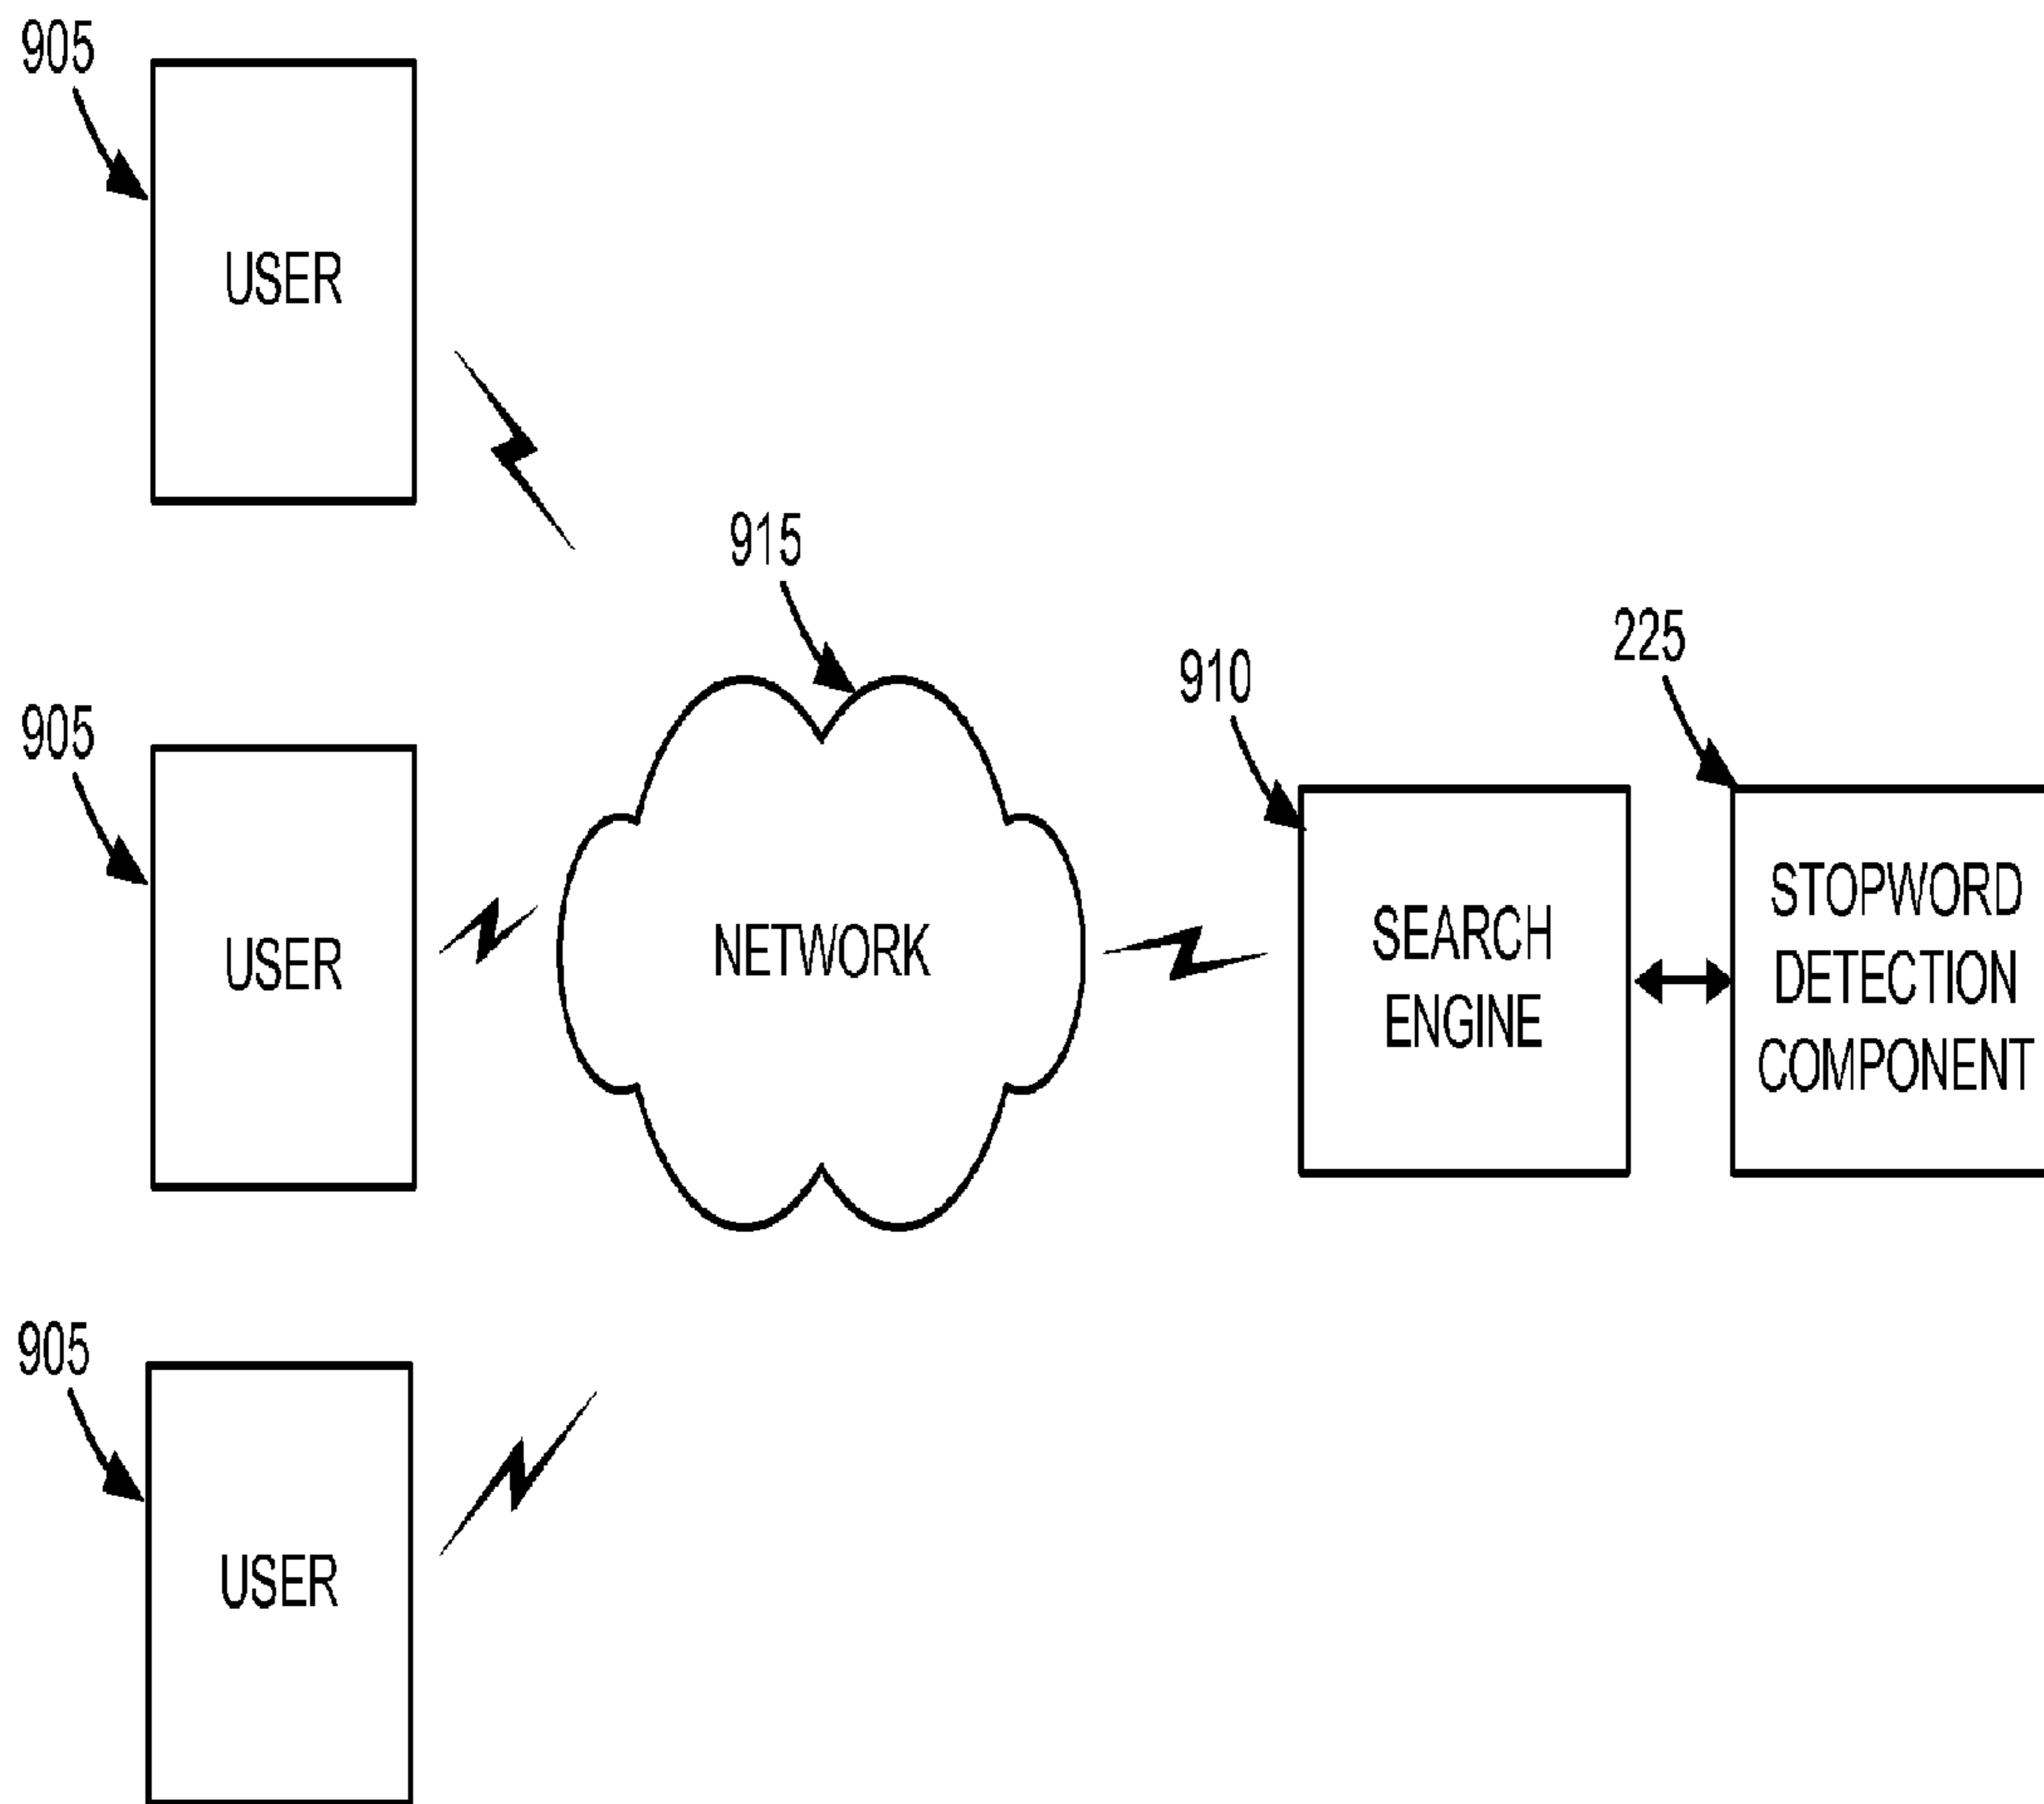 905
USER
915
225
910
905
STOPWORD
DETECTION
COMPONENT
SEARCH
ENGINE
NETWORK
USER
905
USER